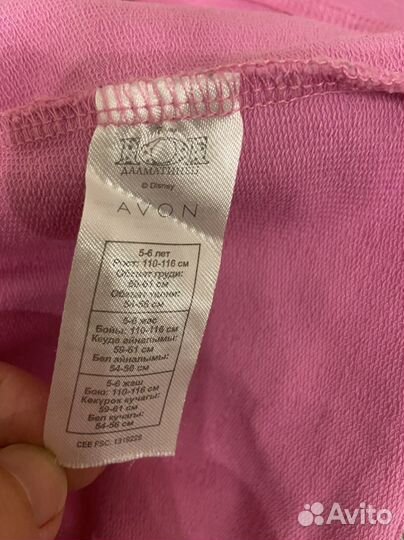 ДАЛМАТИНЕЦ
© Disney
AVON
5-6 лет
Рост: 110-116 см
Обхват груди:
59-61 см
Обхват талии:
54-56 см
5-6 жас
Бойы: 110-116 см
Кеуде айналымы:
59-61 см
Бел айналымы:
54-56 см
5-6 жаш
Бою: 110-116 см
Көкүрөк кучагы:
59-61 см
Бел кучагы:
54-56 см
CEE FSC: 1319228
Avito